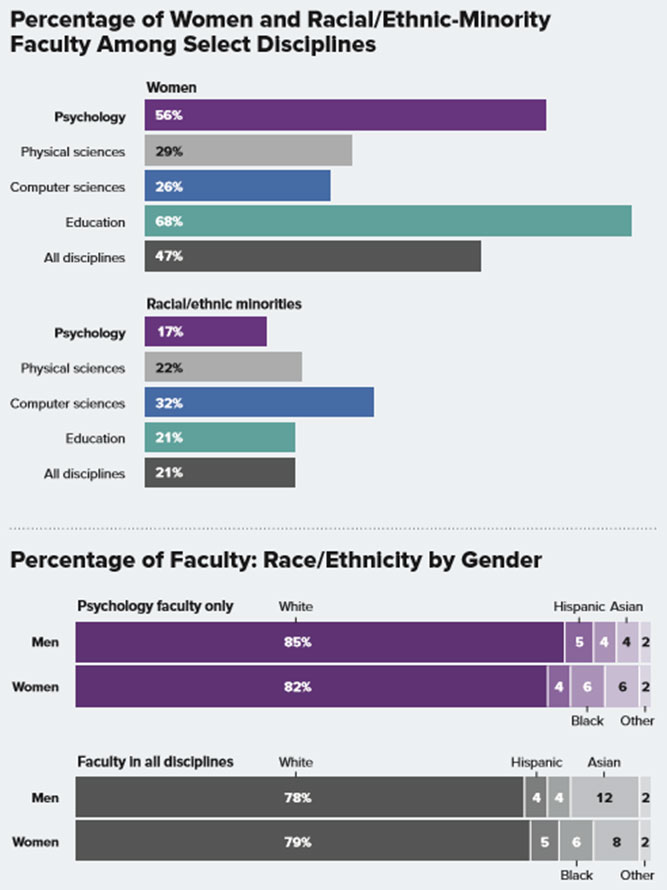 Percentage of Women and Racial/Ethnic-Minority
Faculty Among Select Disciplines
Women
Psychology 56%
Physical sciences 29%
Computer sciences 26%
Education 68%
All disciplines 47%
Racial/ethnic minorities
Psychology 17%
Physical sciences 22%
Computer sciences 32%
Education 21%
All disciplines 21%
Percentage of Faculty: Race/Ethnicity by Gender
Psychology faculty only White Hispanic Asian
Men 85% 5 4 4 2
Women 82% 4 6 6 2
Black Other
Faculty in all disciplines White Hispanic Asian
Men 78% 4 4 12 2
Women 79% 5 6 8 2
Black Other